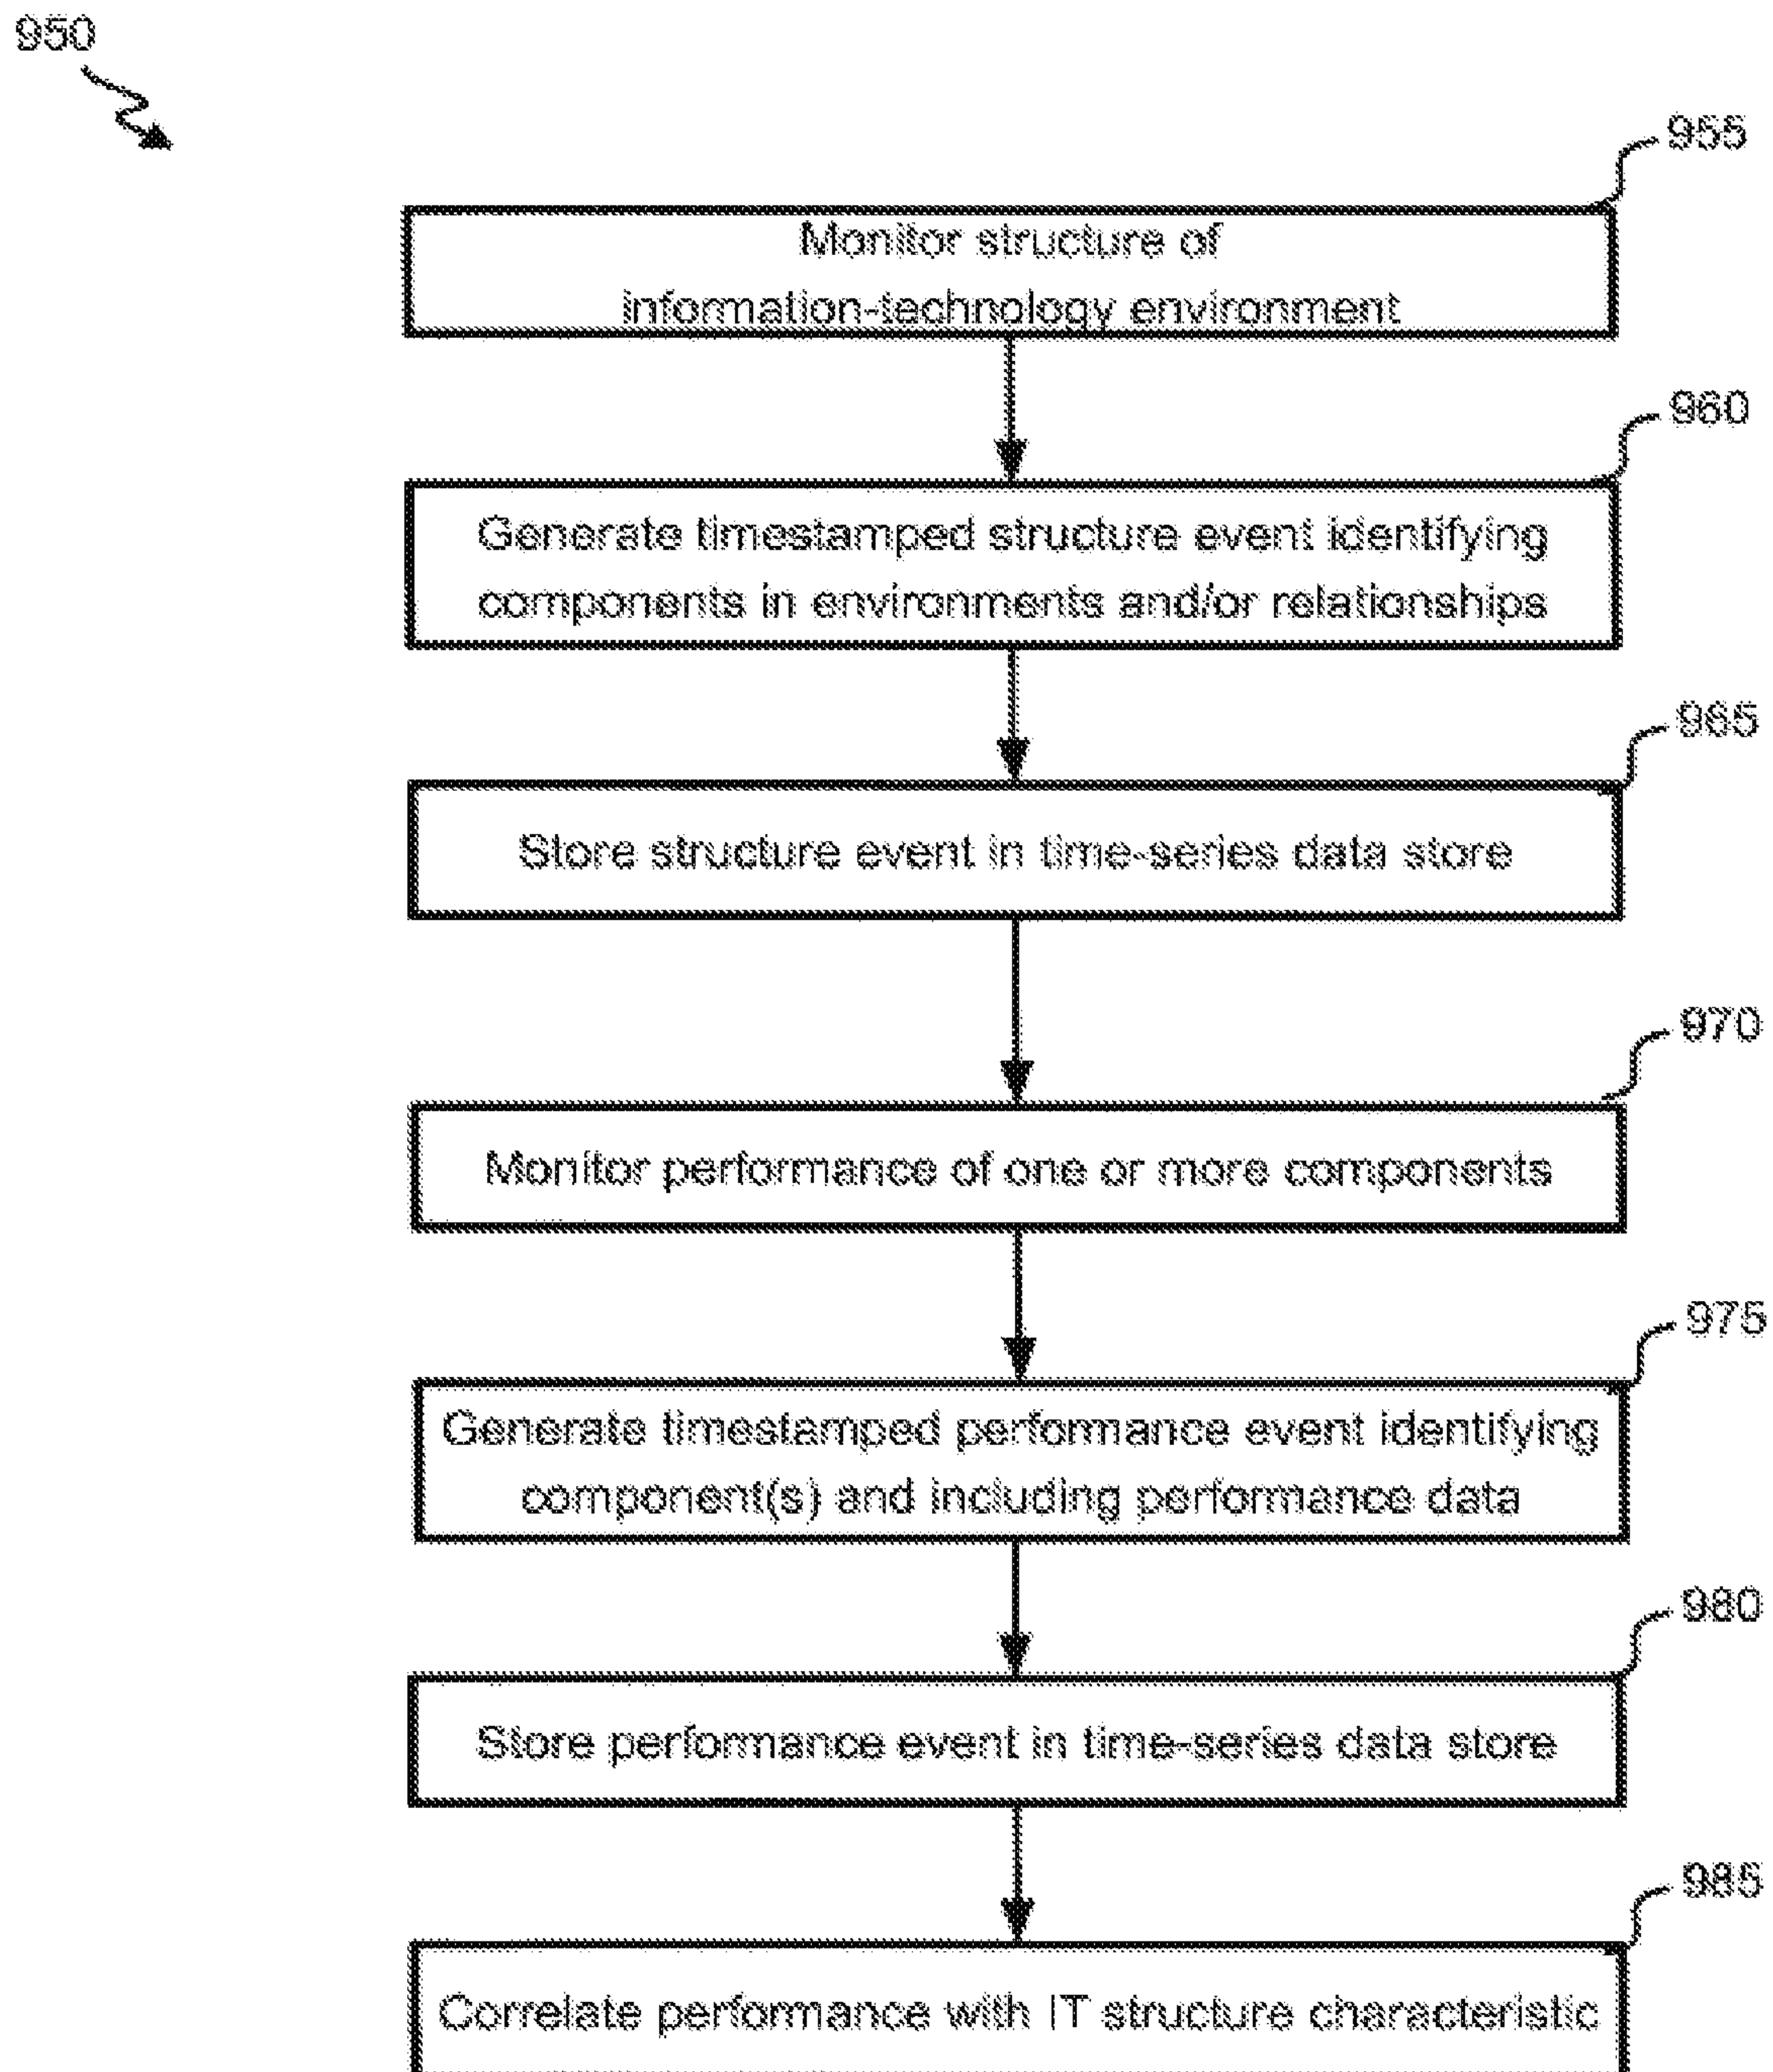 950
955
Monitor structure of
information-technology environment
960
Generate timestamped structure event identifying
components in environments and/or relationships
965
Store structure event in time-series data store
970
Monitor performance of one or more components
975
Generate timestamped performance event identifying
component(s) and including performance data
980
Store performance event in time-series data store
985
Correlate performance with IT structure characteristic